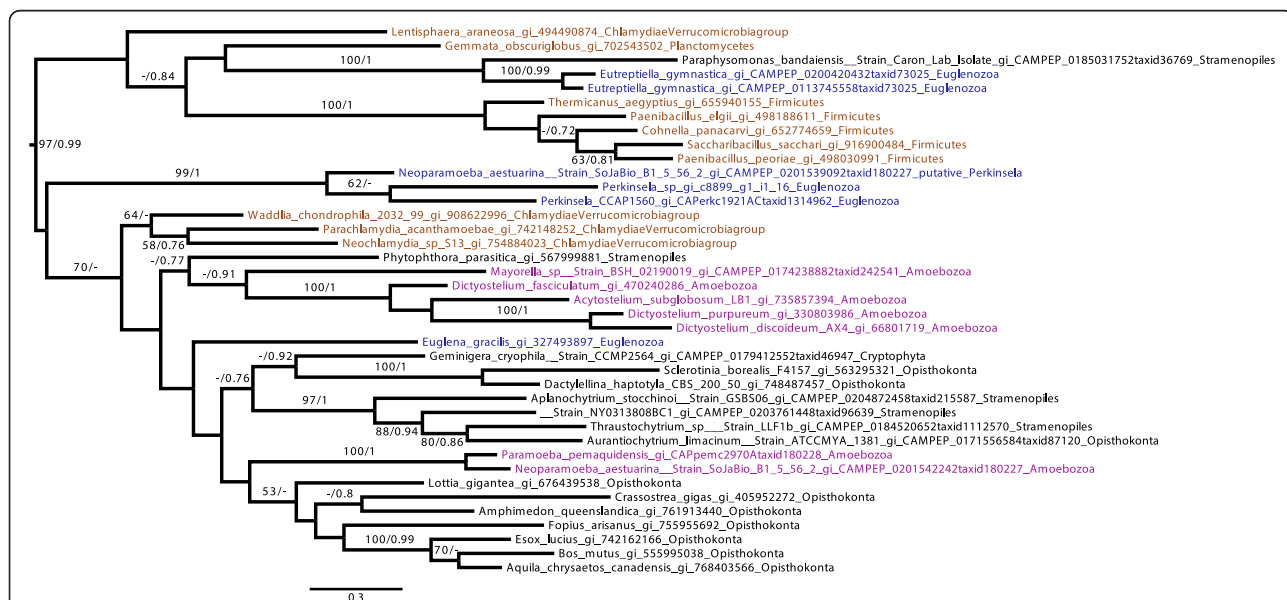 Lentisphaera_araneosa_gi_494490874_ChlamydiaeVerrucomicrobiagroup
Gemmata_obscuriglobus_gi_702543502_Planctomycetes
100/1
Paraphysomonas_bandaiensis__Strain_Caron_Lab_Isolate_gi_CAMPEP_0185031752taxid36769_Stramenopiles
-/0.84
100/0.99
Eutreptiella_gymnastica_gi_CAMPEP_0200420432taxid73025_Euglenozoa
Eutreptiella_gymnastica_gi_CAMPEP_0113745558taxid73025_Euglenozoa
100/1
Thermicanus_aegyptius_gi_655940155_Firmicutes
Paenibacillus_elgii_gi_498188611_Firmicutes
-/0.72
Cohnella_panacarvi_gi_652774659_Firmicutes
97/0.99
Saccharibacillus_sacchari_gi_916900484_Firmicutes
63/0.81
Paenibacillus_peoriae_gi_498030991_Firmicutes
99/1
Neoparamoeba_aestuarina__Strain_SoJaBio_B1_5_56_2_gi_CAMPEP_0201539092taxid180227_putative_Perkinsela
62/-
Perkinsela_sp_gi_c8899_g1_i1_16_Euglenozoa
Perkinsela_CCAP1560_gi_CAPerkc1921ACtaxid1314962_Euglenozoa
64/-
Waddlia_chondrophila_2032_99_gi_908622996_ChlamydiaeVerrucomicrobiagroup
Parachlamydia_acanthamoebae_gi_742148252_ChlamydiaeVerrucomicrobiagroup
58/0.76
Neochlamydia_sp_S13_gi_754884023_ChlamydiaeVerrucomicrobiagroup
70/-
-/0.77
Phytophthora_parasitica_gi_567999881_Stramenopiles
-/0.91
Mayorella_sp__Strain_BSH_02190019_gi_CAMPEP_0174238882taxid242541_Amoebozoa
100/1
Dictyostelium_fasciculatum_gi_470240286_Amoebozoa
Acytostelium_subglobosum_LB1_gi_735857394_Amoebozoa
100/1
Dictyostelium_purpureum_gi_330803986_Amoebozoa
Dictyostelium_discoideum_AX4_gi_66801719_Amoebozoa
Euglena_gracilis_gi_327493897_Euglenozoa
-/0.92
Geminigera_cryophila__Strain_CCMP2564_gi_CAMPEP_0179412552taxid46947_Cryptophyta
100/1
Sclerotinia_borealis_F4157_gi_563295321_Opisthokonta
-/0.76
Dactylellina_haptotyla_CBS_200_50_gi_748487457_Opisthokonta
97/1
Aplanochytrium_stocchinoi__Strain_GSBS06_gi_CAMPEP_0204872458taxid215587_Stramenopiles
__Strain_NY0313808BC1_gi_CAMPEP_0203761448taxid96639_Stramenopiles
88/0.94
Thraustochytrium_sp___Strain_LLF1b_gi_CAMPEP_0184520652taxid1112570_Stramenopiles
80/0.86
Aurantiochytrium_limacinum__Strain_ATCCMYA_1381_gi_CAMPEP_0171556584taxid87120_Opisthokonta
100/1
Paramoeba_pemaquidensis_gi_CAPpemc2970Ataxid180228_Amoebozoa
Neoparamoeba_aestuarina__Strain_SoJaBio_B1_5_56_2_gi_CAMPEP_0201542242taxid180227_Amoebozoa
53/-
Lottia_gigantea_gi_676439538_Opisthokonta
-/0.8
Crassostrea_gigas_gi_405952272_Opisthokonta
Amphimedon_queenslandica_gi_761913440_Opisthokonta
Fopius_arisanus_gi_755955692_Opisthokonta
100/0.99
Esox_lucius_gi_742162166_Opisthokonta
70/-
Bos_mutus_gi_555995038_Opisthokonta
Aquila_chrysaetos_canadensis_gi_768403566_Opisthokonta
0.3